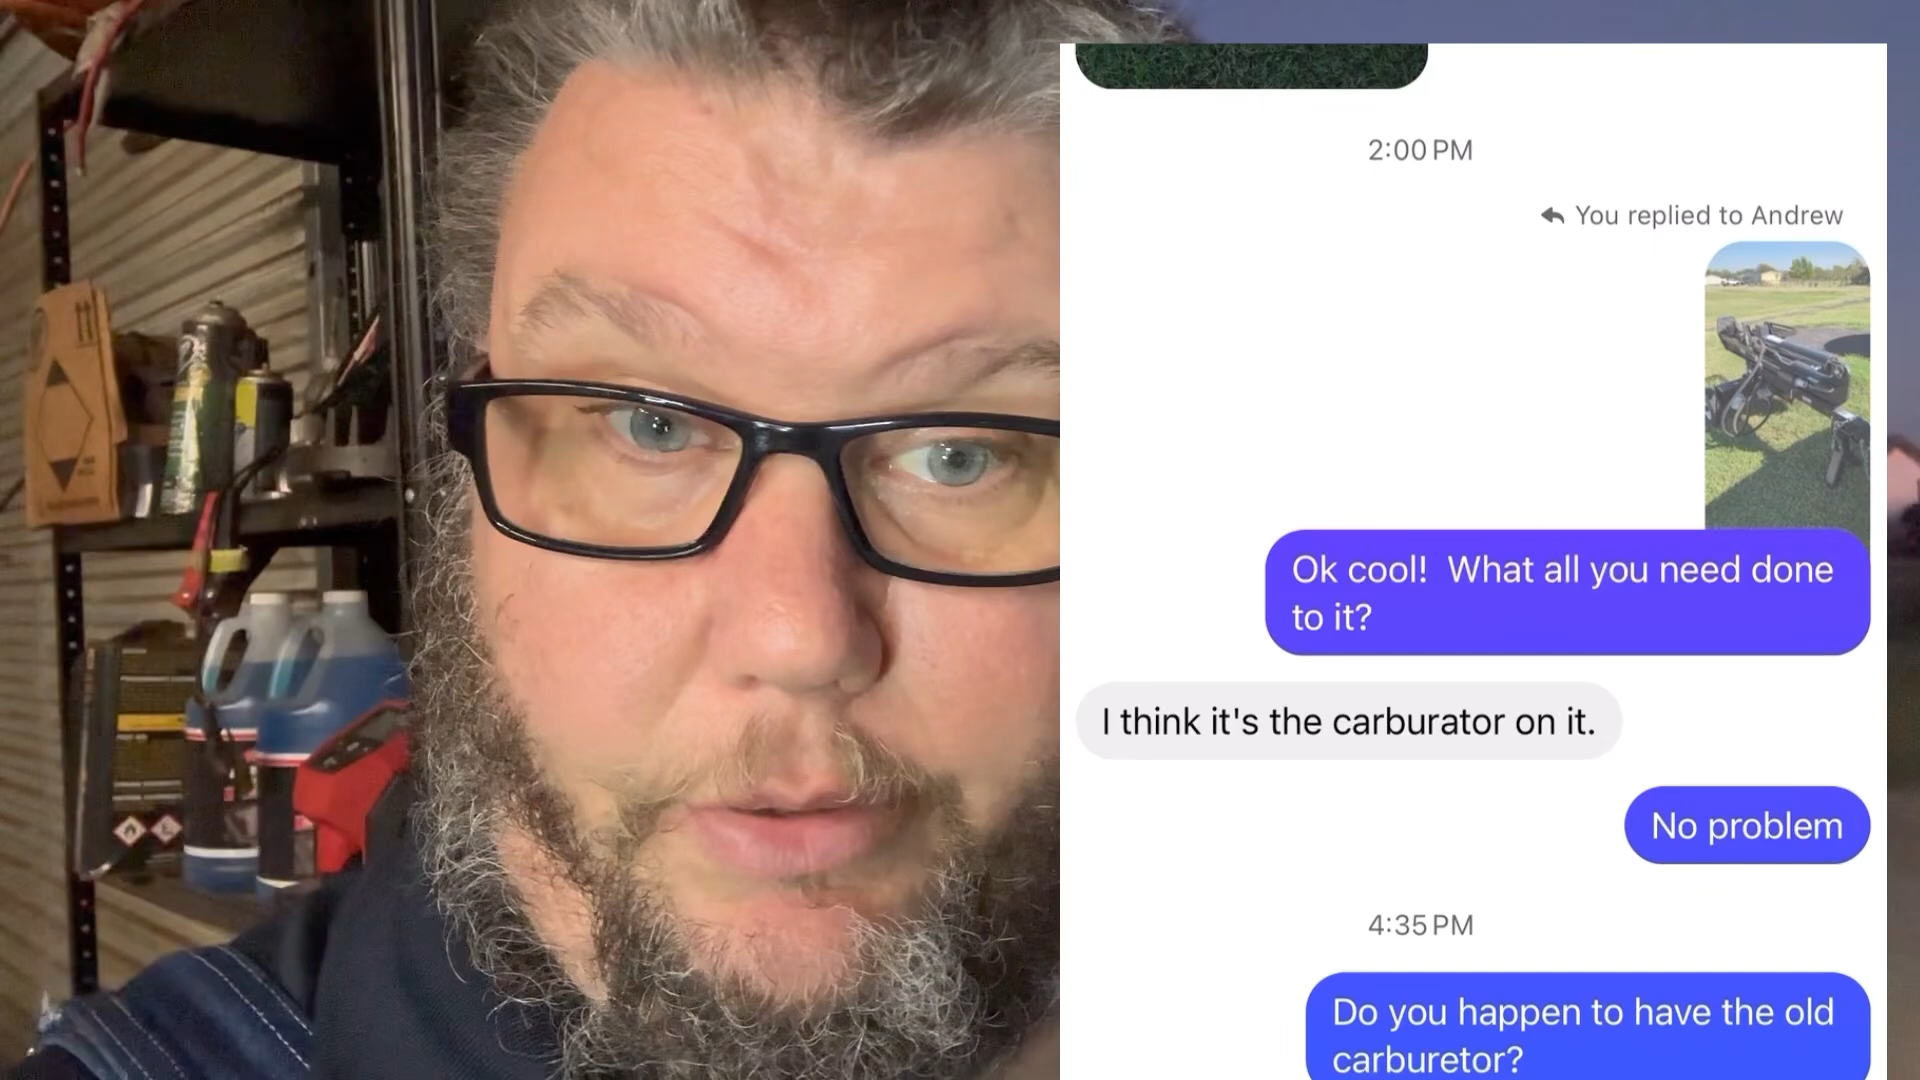 2:00 PM
You replied to Andrew
Ok cool!  What all you need done
to it?
I think it's the carburator on it.
No problem
4:35 PM
Do you happen to have the old
carburetor?